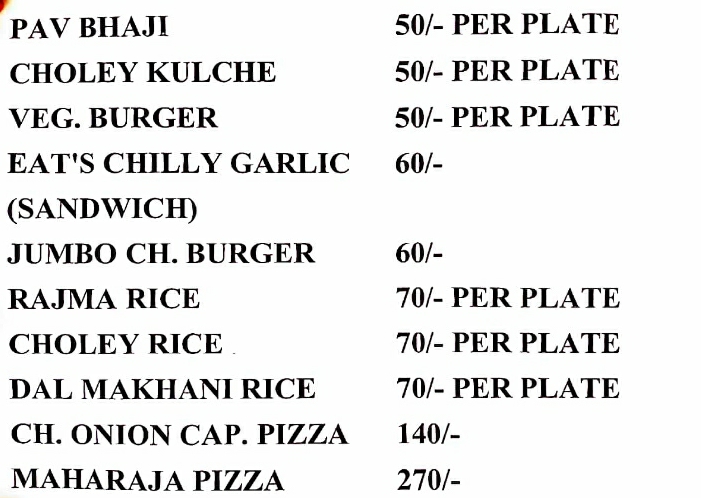 PAV BHAJI 50/- PER PLATE
CHOLEY KULCHE 50/- PER PLATE
VEG. BURGER 50/- PER PLATE
EAT'S CHILLY GARLIC 60/-
(SANDWICH)
JUMBO CH. BURGER 60/-
RAJMA RICE 70/- PER PLATE
CHOLEY RICE 70/- PER PLATE
DAL MAKHANI RICE 70/- PER PLATE
CH. ONION CAP. PIZZA 140/-
MAHARAJA PIZZA 270/-